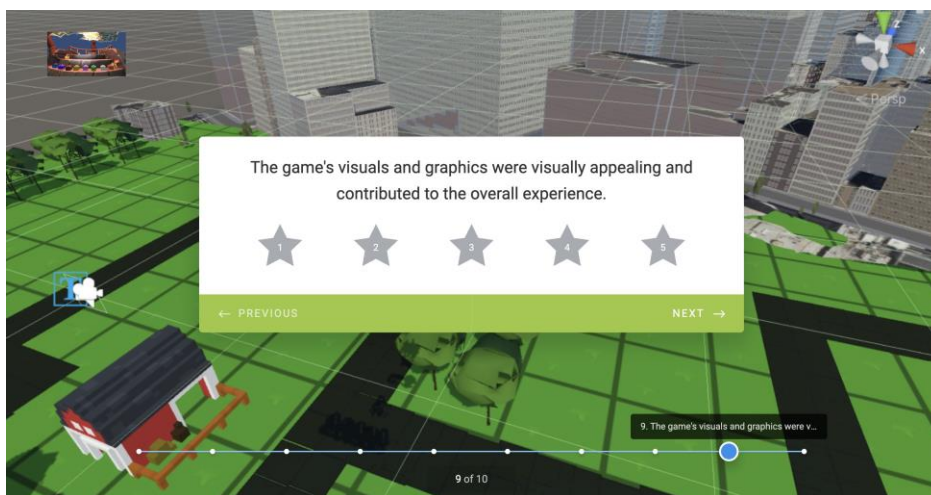 z
x
< Persp
The game's visuals and graphics were visually appealing and
contributed to the overall experience.
1 2 3 4 5
T
← PREVIOUS NEXT →
9. The game's visuals and graphics were v...
9 of 10